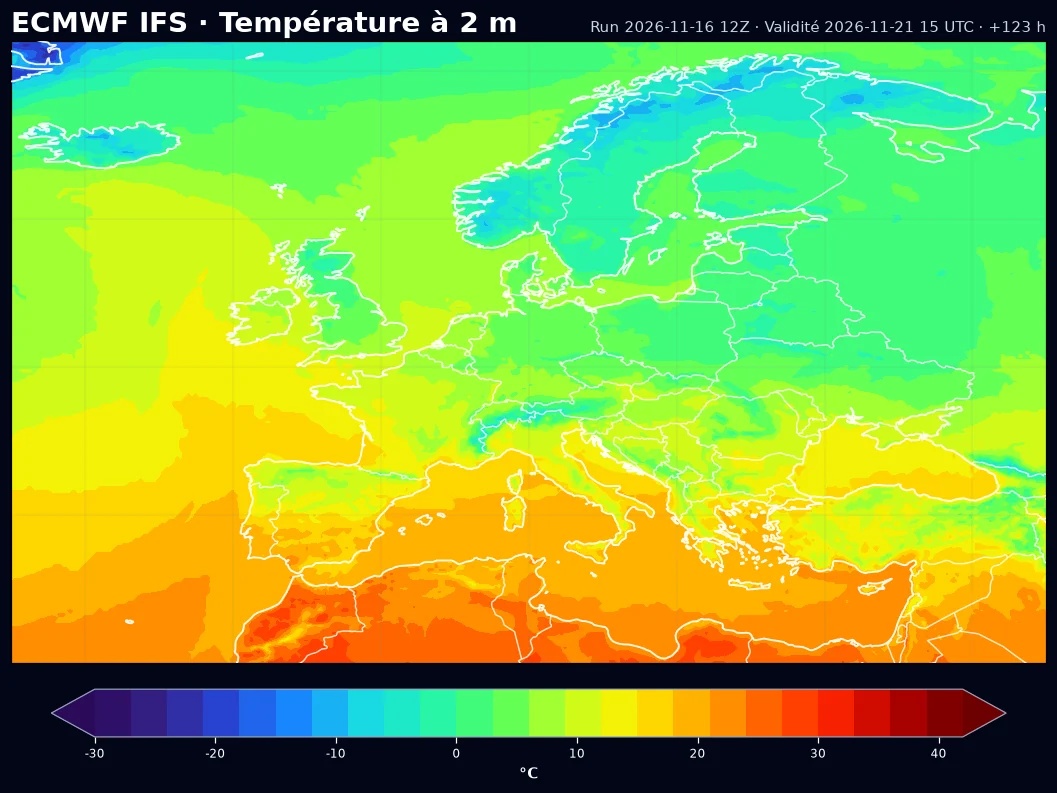 ECMWF IFS · Température à 2 m
Run 2026-11-16 12Z · Validité 2026-11-21 15 UTC · +123 h
-30 -20 -10 0 10 20 30 40
°C